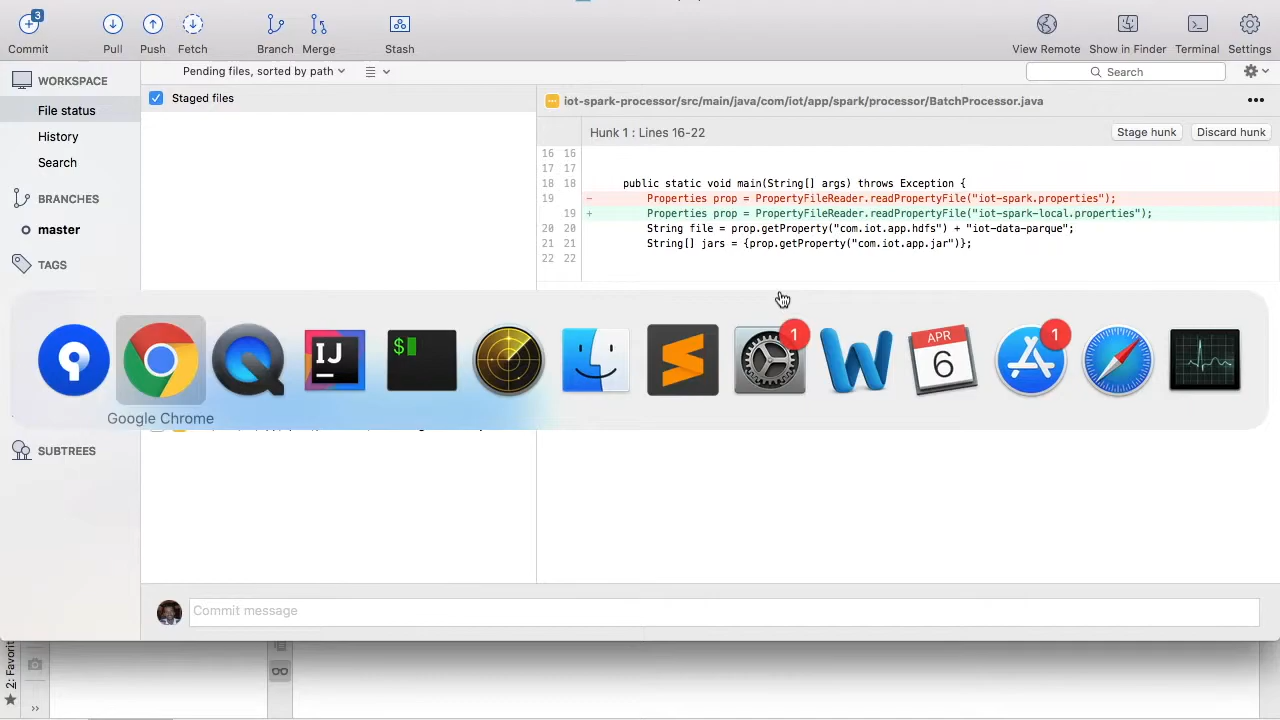 3
Commit
Pull
Push
Fetch
Branch
Merge
Stash
View Remote
Show in Finder
Terminal
Settings
Pending files, sorted by path
Search
WORKSPACE
File status
History
Search
BRANCHES
master
TAGS
SUBTREES
Staged files
iot-spark-processor/src/main/java/com/iot/app/spark/processor/BatchProcessor.java
Hunk 1 : Lines 16-22
Stage hunk
Discard hunk
16 16
17 17
18 18 public static void main(String[] args) throws Exception {
19 - Properties prop = PropertyFileReader.readPropertyFile("iot-spark.properties");
19 + Properties prop = PropertyFileReader.readPropertyFile("iot-spark-local.properties");
20 20 String file = prop.getProperty("com.iot.app.hdfs") + "iot-data-parque";
21 21 String[] jars = {prop.getProperty("com.iot.app.jar")};
22 22
IJ
$
1
W
APR
6
1
Google Chrome
Commit message
2: Favorit